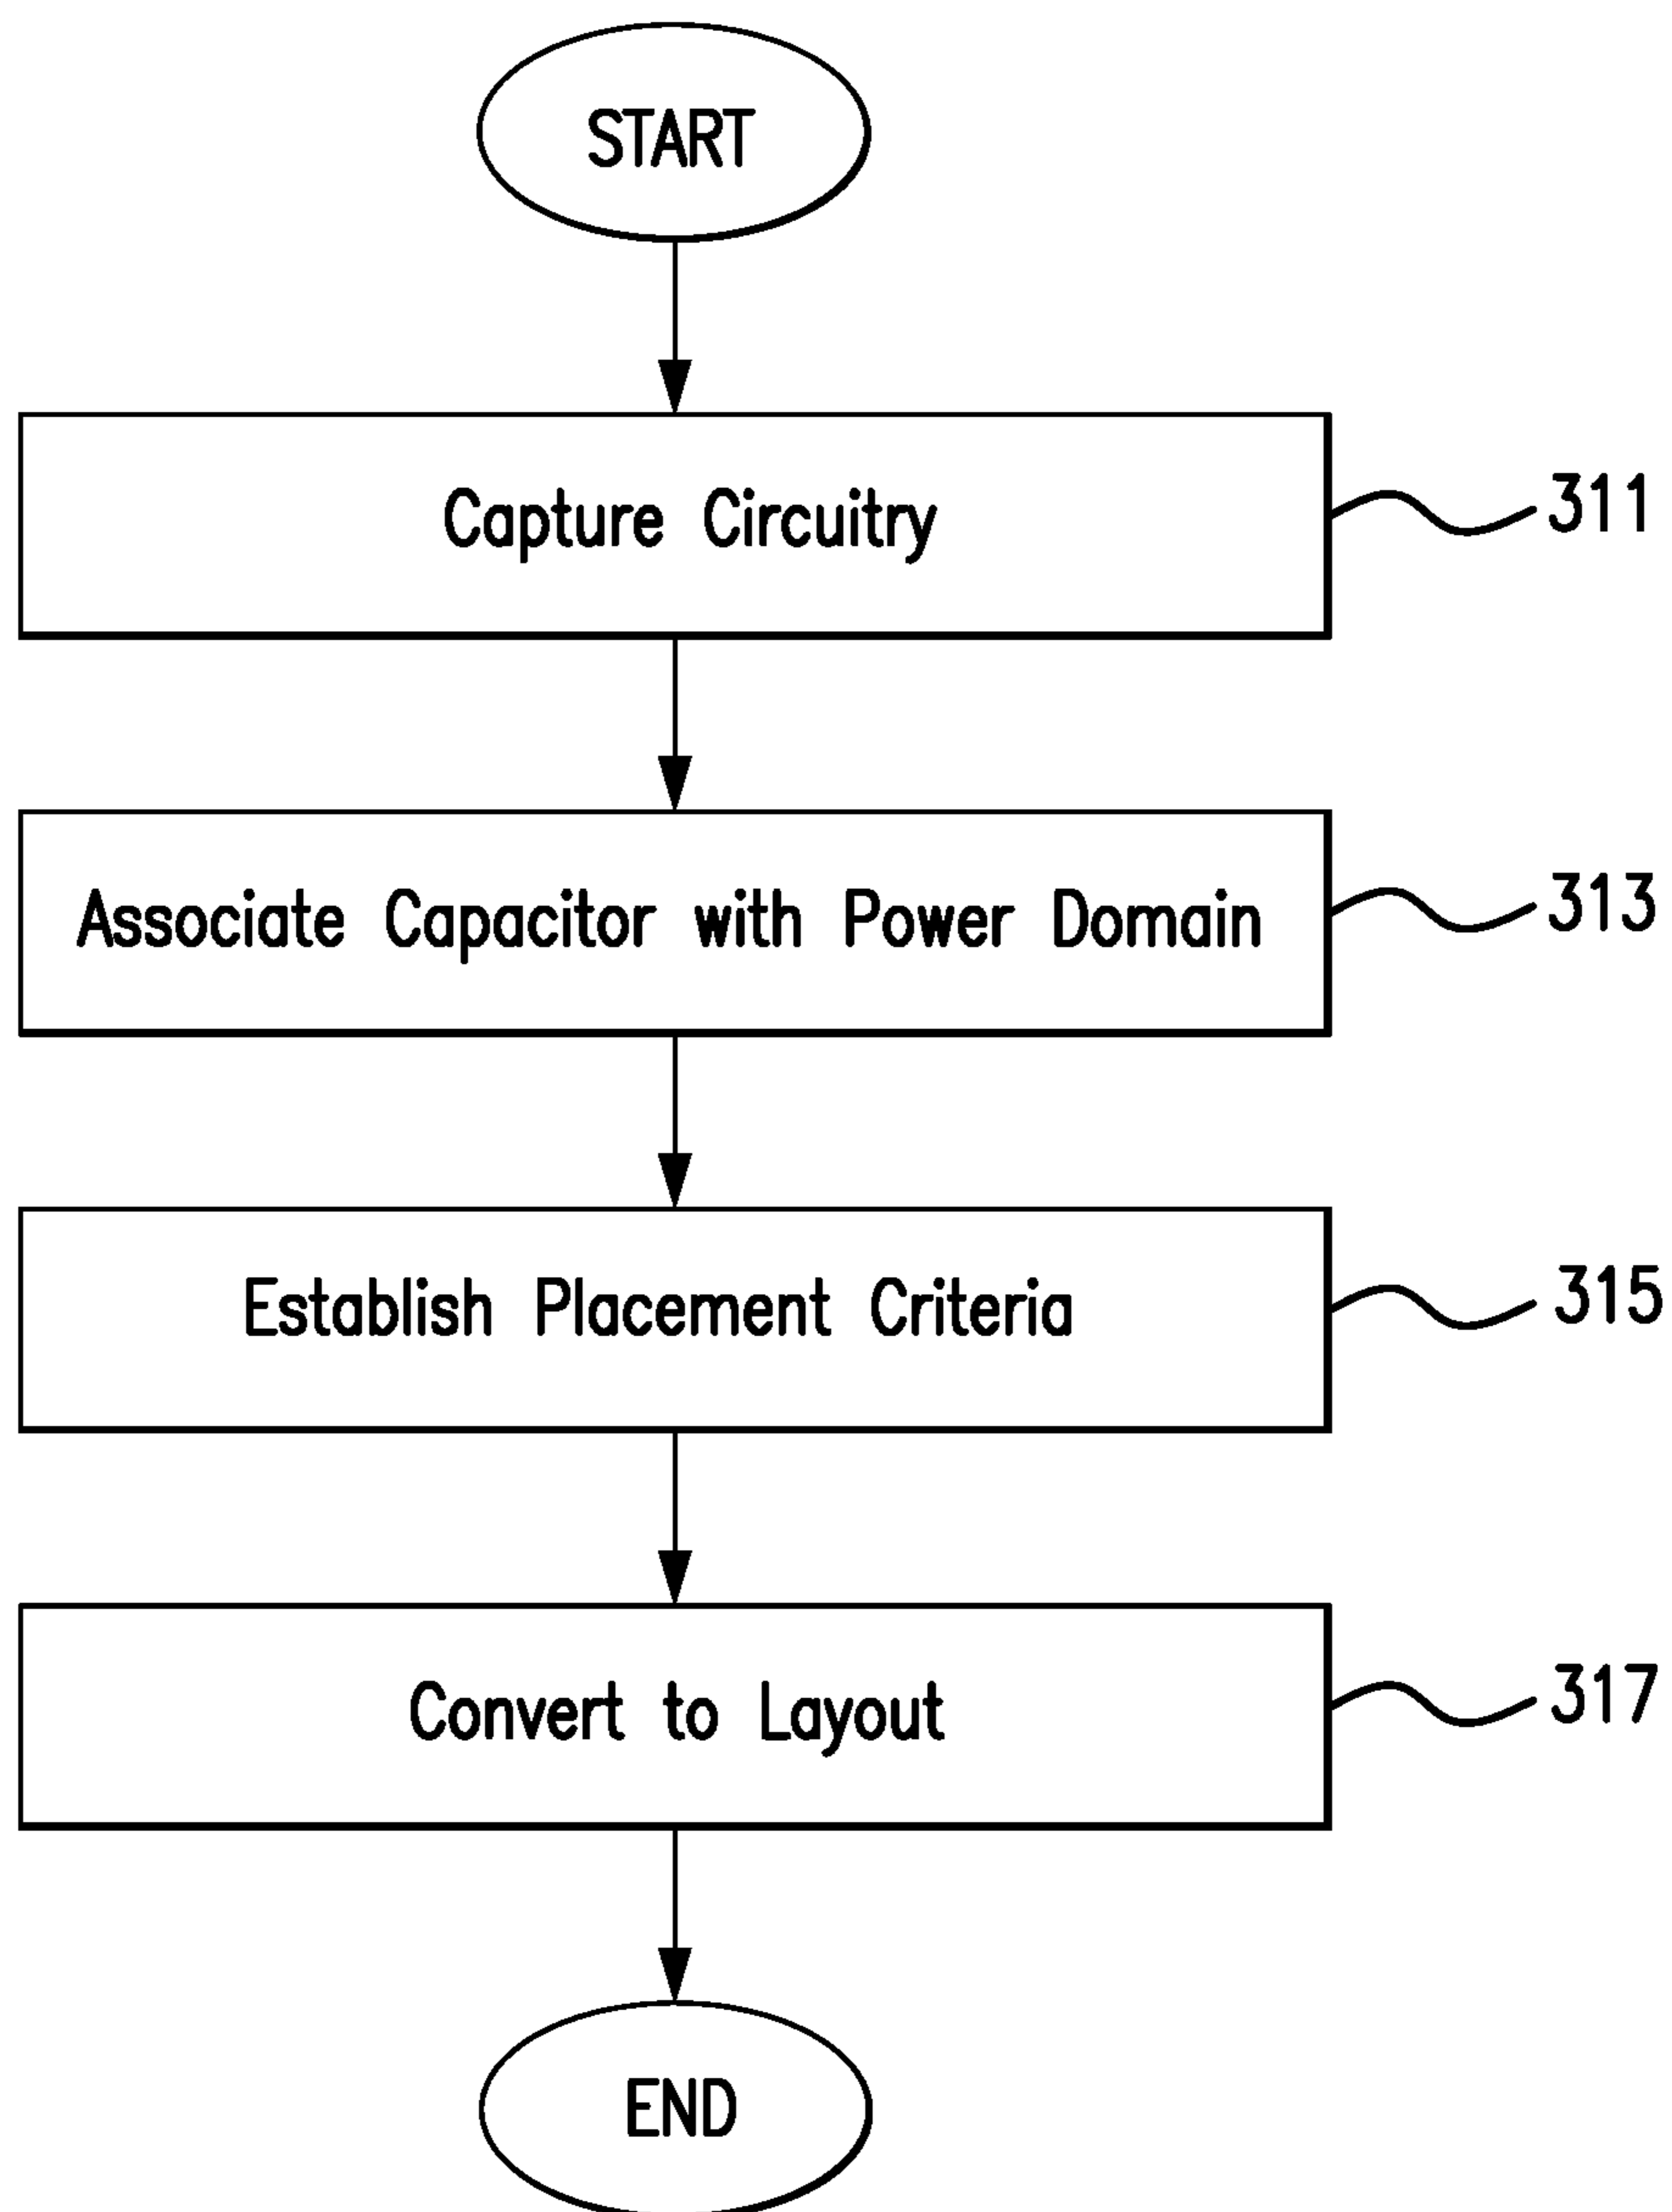 START
Capture Circuitry
311
Associate Capacitor with Power Domain
313
Establish Placement Criteria
315
Convert to Layout
317
END